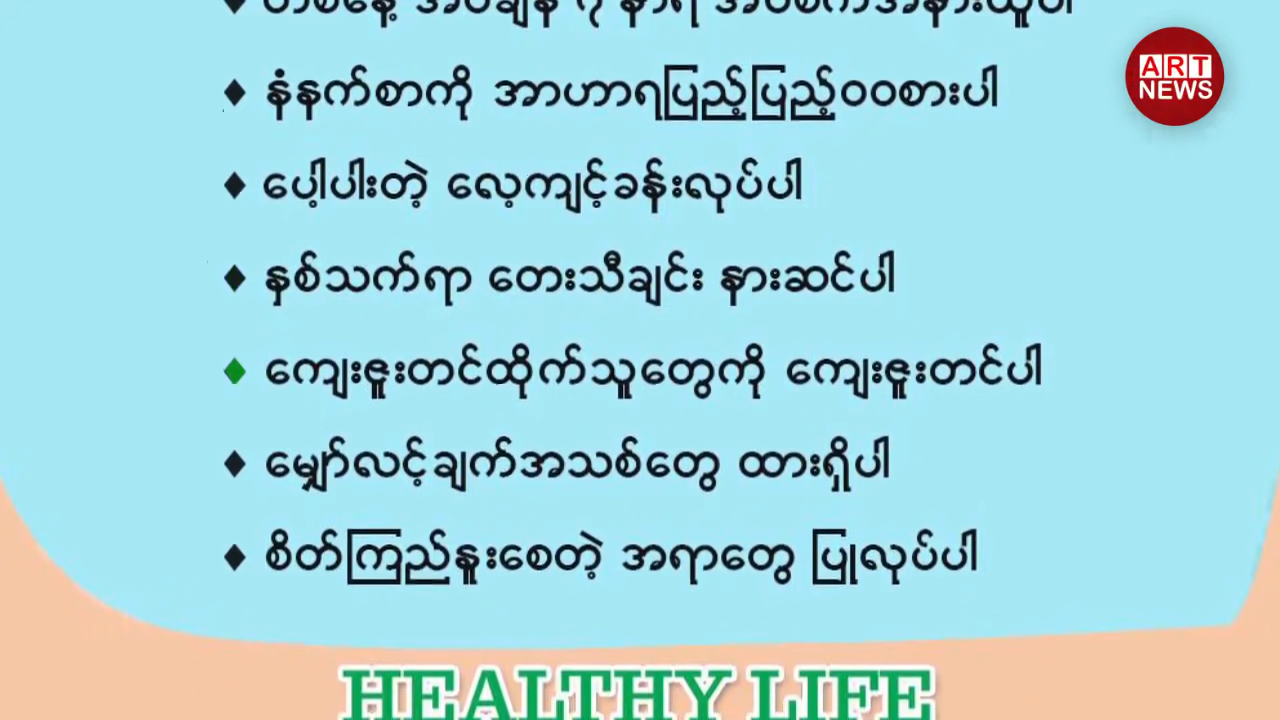 ♦ နံနက်စာကို အာဟာရပြည့်ပြည့်ဝဝစားပါ
♦ ပေါ့ပါးတဲ့ လေ့ကျင့်ခန်းလုပ်ပါ
♦ နှစ်သက်ရာ တေးသီချင်း နားဆင်ပါ
♦ ကျေးဇူးတင်ထိုက်သူတွေကို ကျေးဇူးတင်ပါ
♦ မျှော်လင့်ချက်အသစ်တွေ ထားရှိပါ
♦ စိတ်ကြည်နူးစေတဲ့ အရာတွေ ပြုလုပ်ပါ
HEALTHY LIFE
ART
NEWS